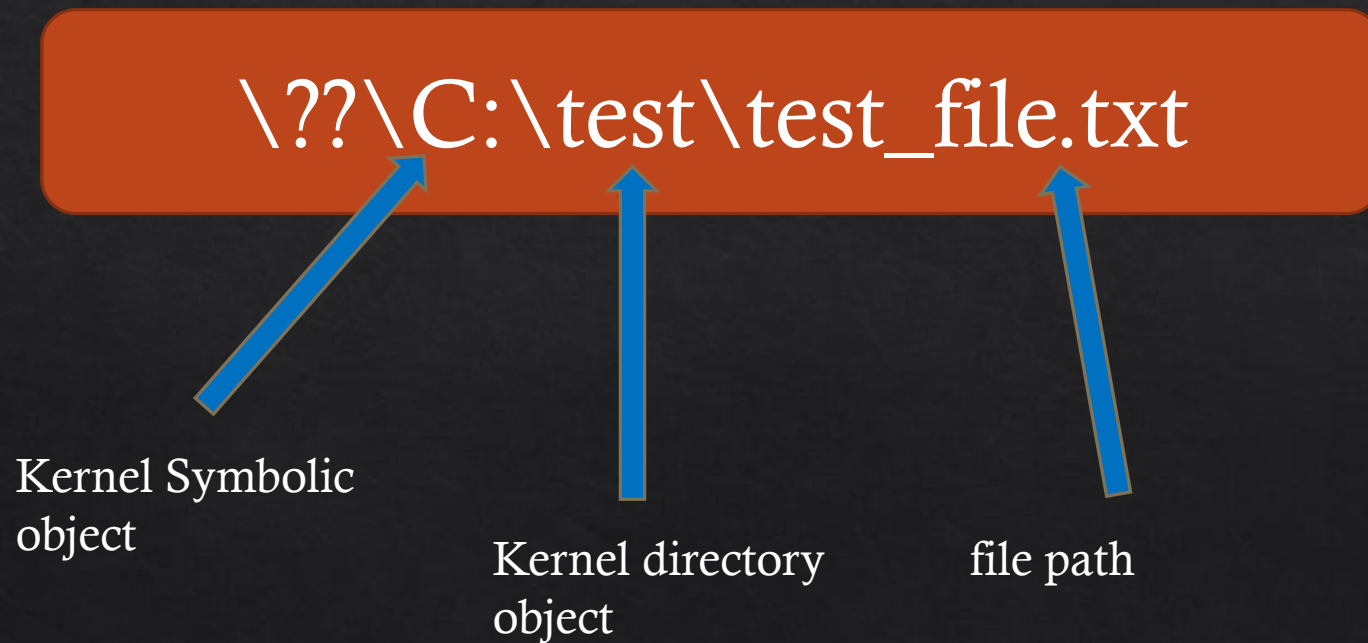 \??\C:\test\test_file.txt
Kernel Symbolic
object
Kernel directory
object
file path